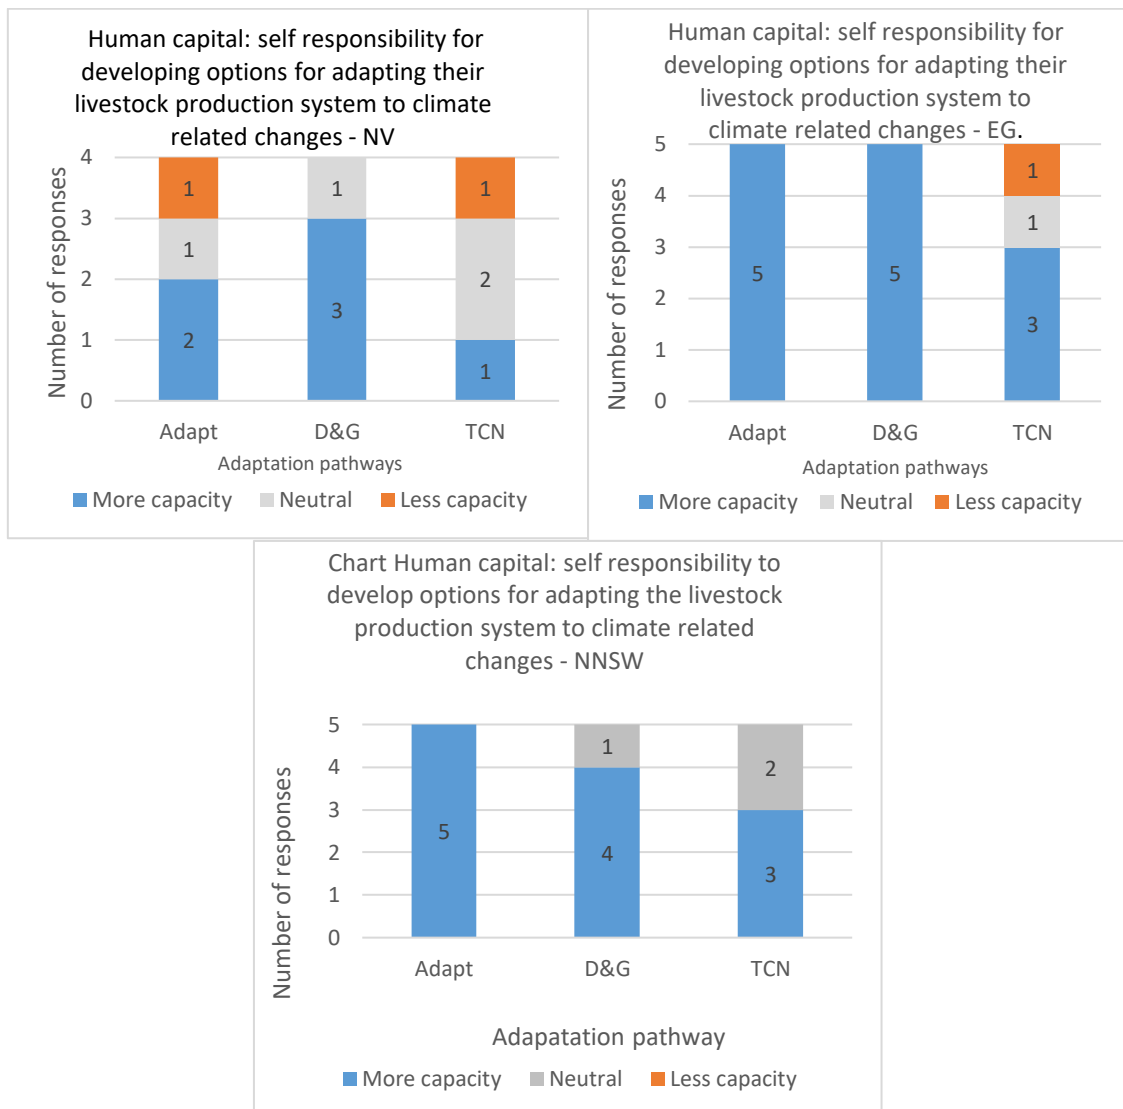 Human capital: self responsibility for
developing options for adapting their
livestock production system to climate
related changes - NV
Number of responses
4
3
2
1
0
1
1
2
1
3
1
2
1
Adapt
D&G
TCN
Adaptation pathways
More capacity
Neutral
Less capacity
Human capital: self responsibility for
developing options for adapting their
livestock production system to
climate related changes - EG.
Number of responses
5
4
3
2
1
0
5
5
1
1
3
Adapt
D&G
TCN
Adaptation pathways
More capacity
Neutral
Less capacity
Chart Human capital: self responsibility to
develop options for adapting the livestock
production system to climate related
changes - NNSW
Number of responses
5
4
3
2
1
0
5
1
4
2
3
Adapt
D&G
TCN
Adapatation pathway
More capacity
Neutral
Less capacity